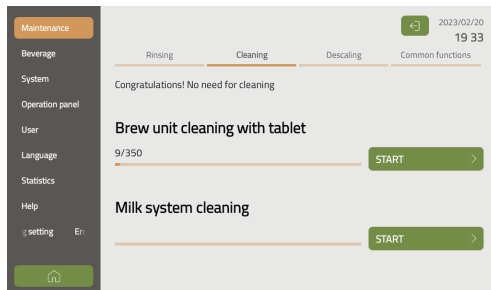 Maintenance
Beverage
System
Operation panel
User
Language
Statistics
Help
g setting En
2023/02/20
19 33
Rinsing Cleaning Descaling Common functions
Congratulations! No need for cleaning
Brew unit cleaning with tablet
9/350
START
Milk system cleaning
START